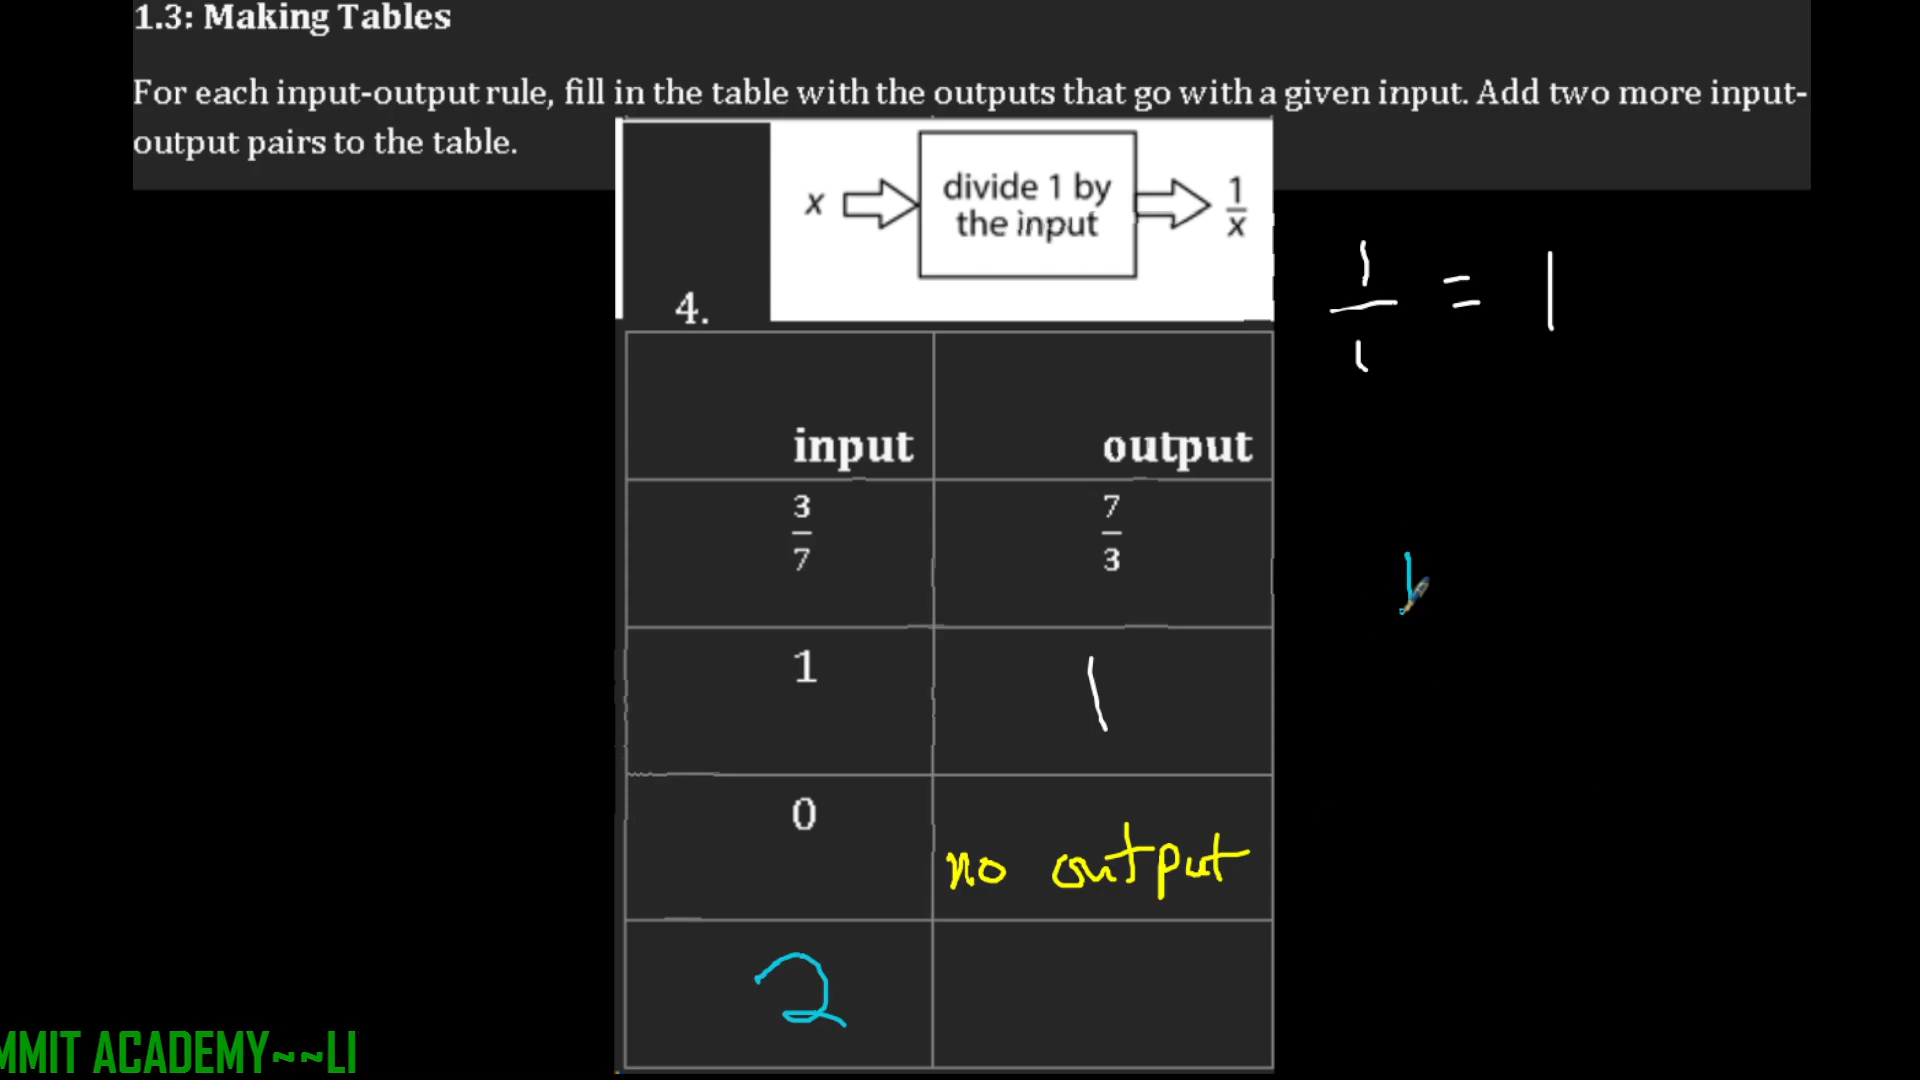 1.3: Making Tables
For each input-output rule, fill in the table with the outputs that go with a given input. Add two more input-
output pairs to the table.
x divide 1 by the input 1/x
4.
1/1 = 1
input output
3/7 7/3
1 1
0 no output
2
MMIT ACADEMY~~LI